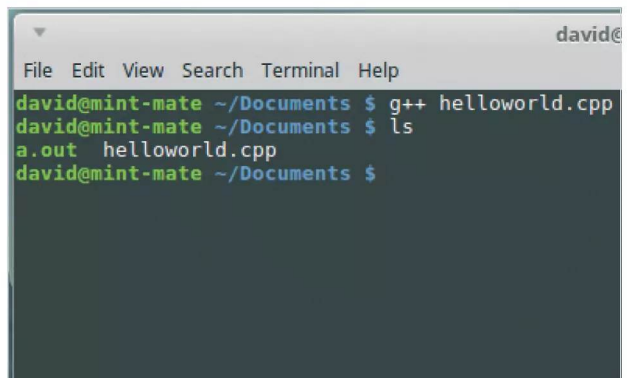 david@
File Edit View Search Terminal Help
david@mint-mate ~/Documents $ g++ helloworld.cpp
david@mint-mate ~/Documents $ ls
a.out helloworld.cpp
david@mint-mate ~/Documents $